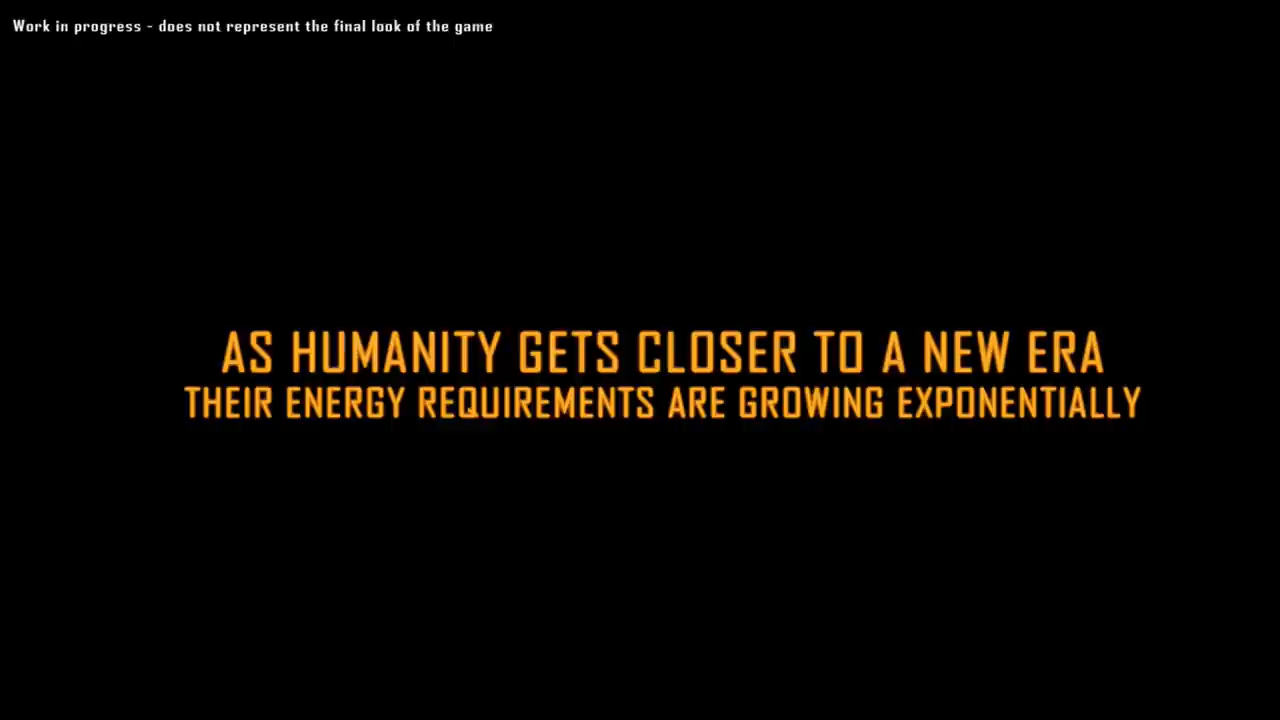 Work in progress - does not represent the final look of the game
AS HUMANITY GETS CLOSER TO A NEW ERA
THEIR ENERGY REQUIREMENTS ARE GROWING EXPONENTIALLY